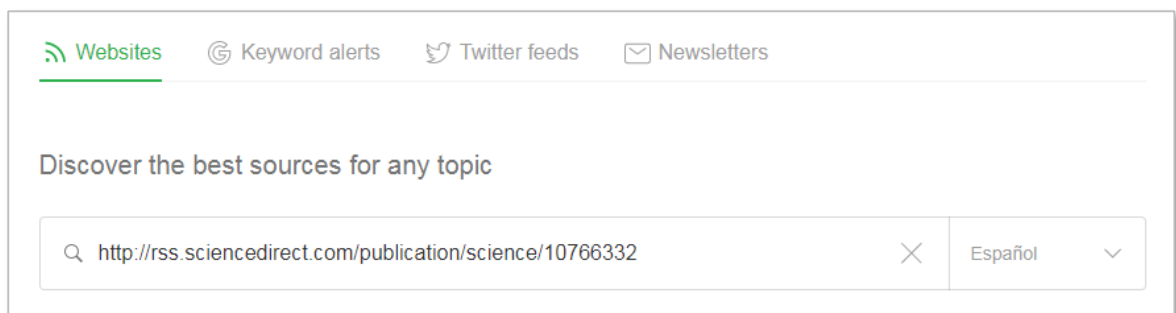 Websites Keyword alerts Twitter feeds Newsletters
Discover the best sources for any topic
http://rss.sciencedirect.com/publication/science/10766332 Español